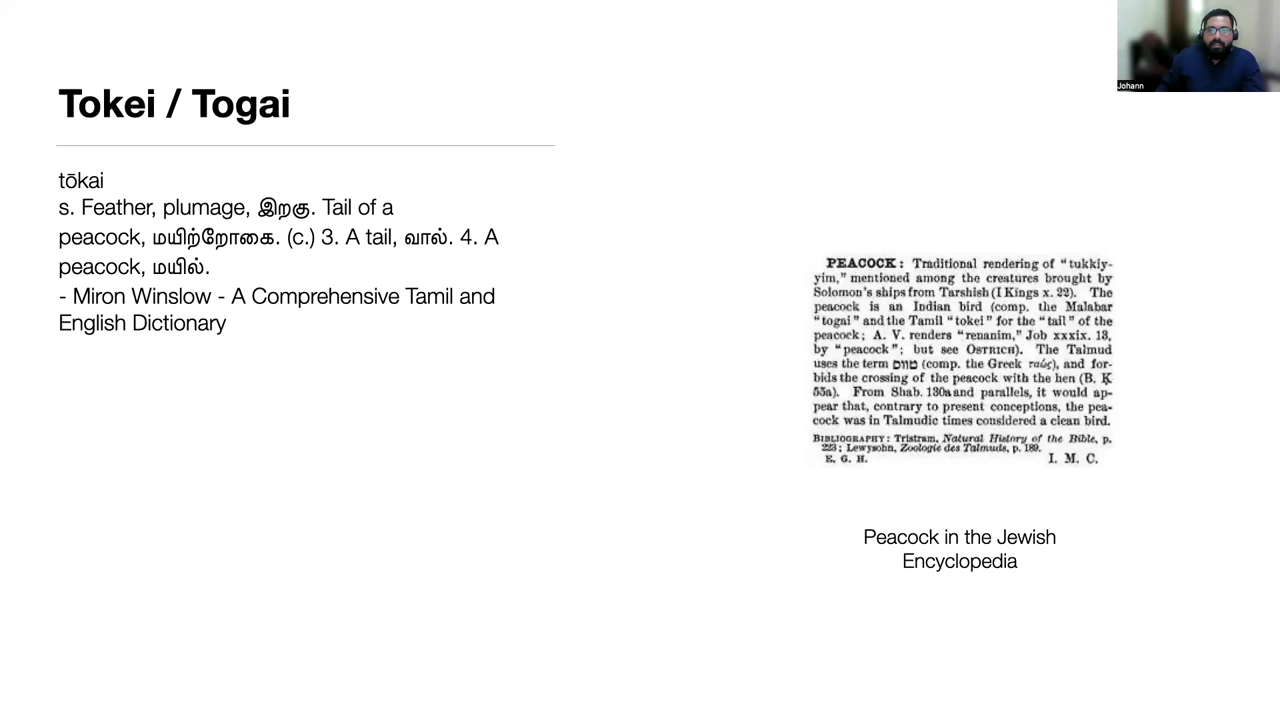 Johann
Tokei / Togai
tōkai
s. Feather, plumage, இறகு. Tail of a
peacock, மயிற்றோகை. (c.) 3. A tail, வால். 4. A
peacock, மயில்.
- Miron Winslow - A Comprehensive Tamil and
English Dictionary
PEACOCK: Traditional rendering of "tukkiy-
yim," mentioned among the creatures brought by
Solomon's ships from Tarshish (I Kings x. 22). The
peacock is an Indian bird (comp. the Malabar
"togai" and the Tamil "tokei" for the "tail" of the
peacock; A. V. renders "renanim," Job xxxix. 13,
by "peacock"; but see OSTRICH). The Talmud
uses the term טווס (comp. the Greek ταώς), and for-
bids the crossing of the peacock with the hen (B. Ḳ
55a). From Shab. 130a and parallels, it would ap-
pear that, contrary to present conceptions, the pea-
cock was in Talmudic times considered a clean bird.
BIBLIOGRAPHY: Tristram, Natural History of the Bible, p.
223; Lewysohn, Zoologie des Talmuds, p. 189.
E. G. H. I. M. C.
Peacock in the Jewish
Encyclopedia